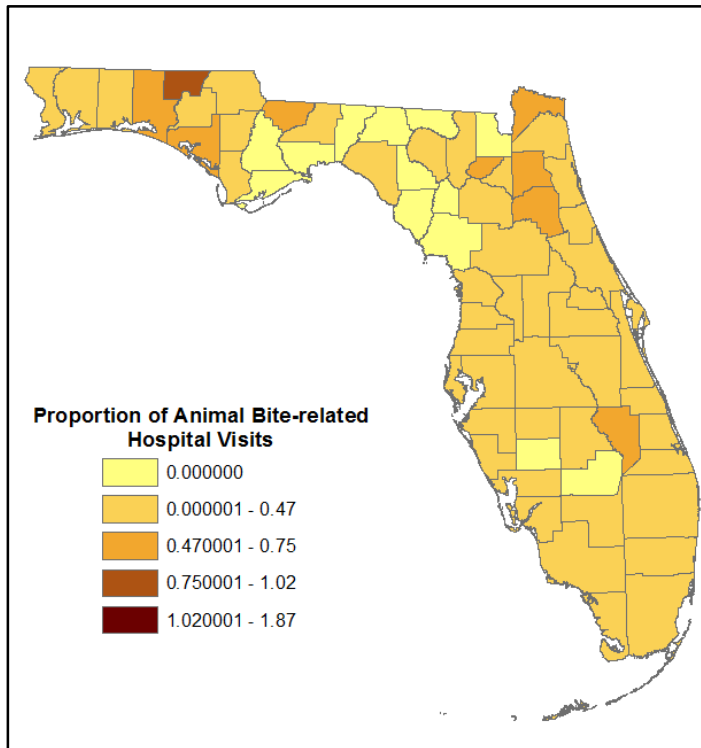 Proportion of Animal Bite-related
Hospital Visits
0.000000
0.000001 - 0.47
0.470001 - 0.75
0.750001 - 1.02
1.020001 - 1.87